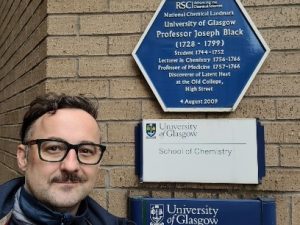 RSC Advancing the Chemical Sciences
National Chemical Landmark
University of Glasgow
Professor Joseph Black
(1728 - 1799)
Student 1744-1752
Lecturer in Chemistry 1756-1766
Professor of Medicine 1757-1766
Discoverer of Latent Heat
at the Old College,
High Street
4 August 2009
University
of Glasgow
School of Chemistry
University
of Glasgow